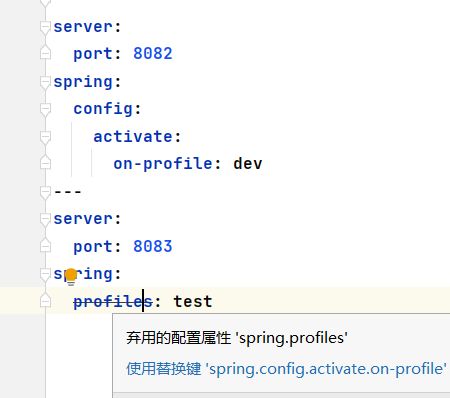 server:
port: 8082
spring:
config:
activate:
on-profile: dev
---
server:
port: 8083
spring:
profiles: test
弃用的配置属性 'spring.profiles'
使用替换键 'spring.config.activate.on-profile'